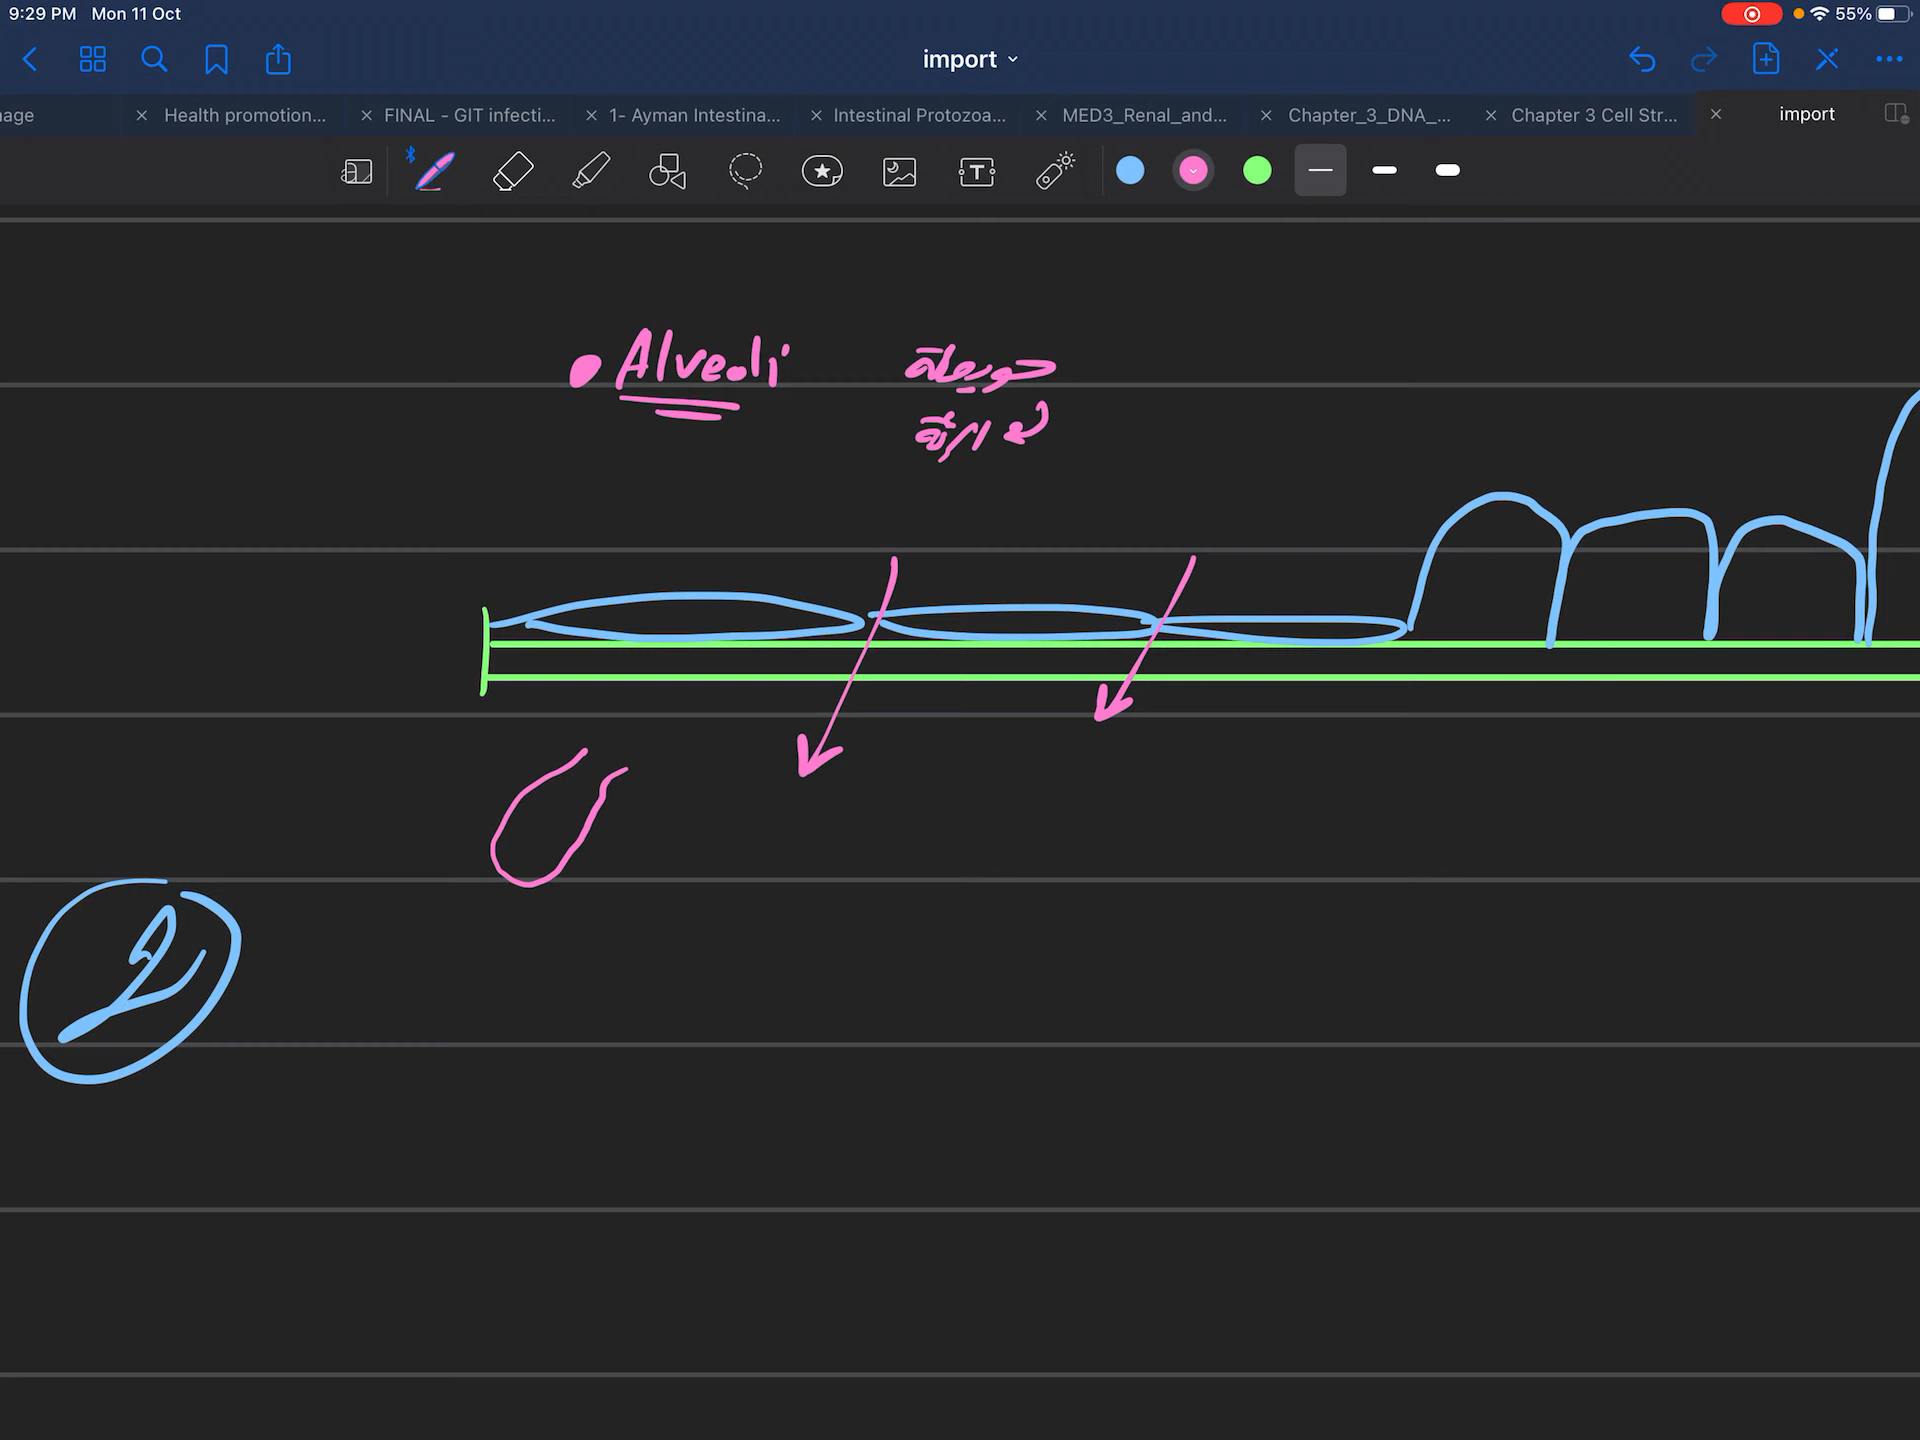 9:29 PM Mon 11 Oct 55%
import
age Health promotion... FINAL - GIT infecti... 1- Ayman Intestina... Intestinal Protozoa... MED3_Renal_and... Chapter_3_DNA_... Chapter 3 Cell Str... import
T
Alveoli حويصلة
2